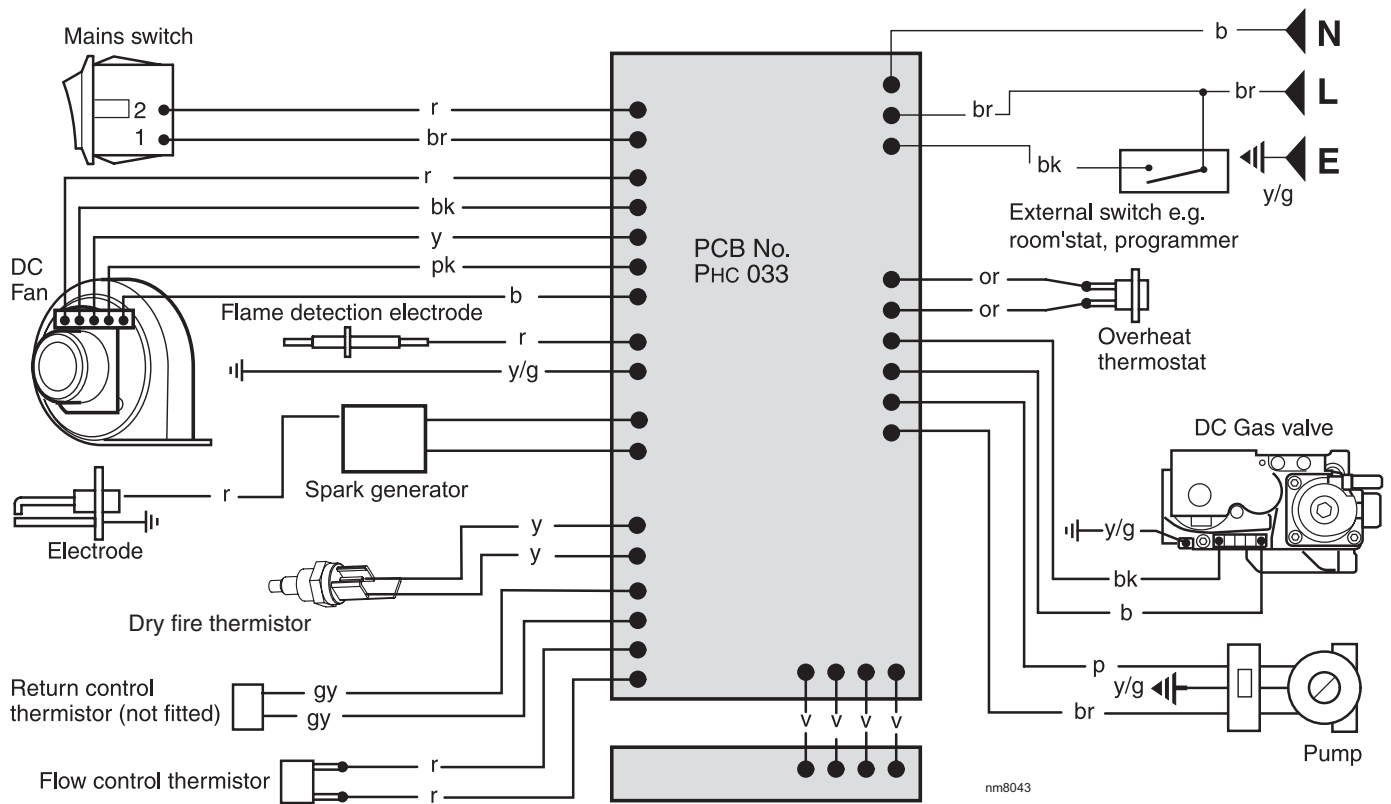 Mains switch
2
1
r
br
r
bk
y
pk
b
DC
Fan
Flame detection electrode
r
y/g
Spark generator
r
Electrode
y
y
Dry fire thermistor
Return control
thermistor (not fitted)
gy
gy
Flow control thermistor
r
r
PCB No.
PHC 033
b
N
br
br
L
bk
E
y/g
External switch e.g.
room'stat, programmer
or
or
Overheat
thermostat
DC Gas valve
y/g
bk
b
p
y/g
br
Pump
v
v
v
v
nm8043